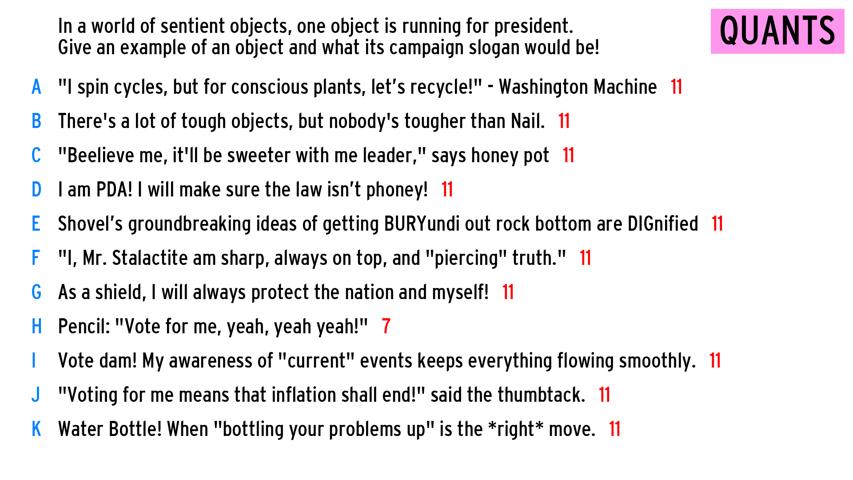 In a world of sentient objects, one object is running for president.
Give an example of an object and what its campaign slogan would be!
QUANTS
A "I spin cycles, but for conscious plants, let's recycle!" - Washington Machine 11
B There's a lot of tough objects, but nobody's tougher than Nail. 11
C "Beelieve me, it'll be sweeter with me leader," says honey pot 11
D I am PDA! I will make sure the law isn't phoney! 11
E Shovel's groundbreaking ideas of getting BURYundi out rock bottom are DIGnified 11
F "I, Mr. Stalactite am sharp, always on top, and "piercing" truth." 11
G As a shield, I will always protect the nation and myself! 11
H Pencil: "Vote for me, yeah, yeah yeah!" 7
I Vote dam! My awareness of "current" events keeps everything flowing smoothly. 11
J "Voting for me means that inflation shall end!" said the thumbtack. 11
K Water Bottle! When "bottling your problems up" is the *right* move. 11